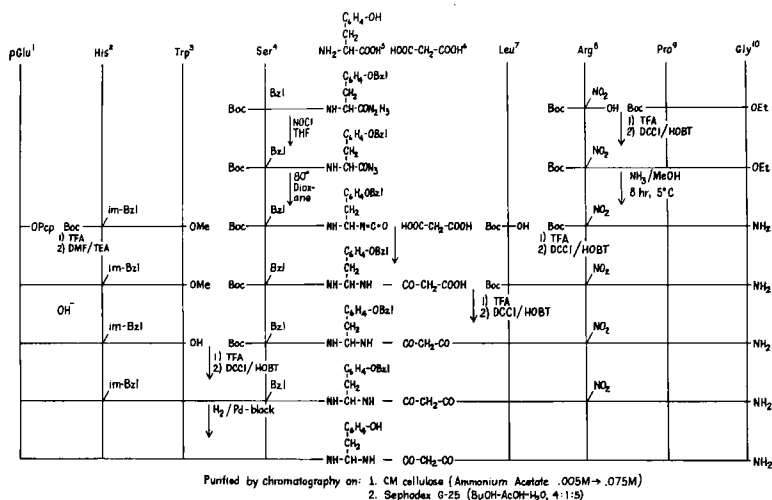 C₆H₄-OH
CH₂
pGlu¹ His² Trp³ Ser⁴ NH₂-CH-COOH⁵ HOOC-CH₂-COOH⁶ Leu⁷ Arg⁸ Pro⁹ Gly¹⁰
C₆H₄-OBzl
CH₂
Bzl NO₂
Boc NH-CH-CON₂H₃ Boc OH Boc OEt
NOCl
THF
1) TFA
2) DCCI/HOBT
C₆H₄-OBzl
CH₂
Bzl NO₂
Boc NH-CH-CON₃ Boc OEt
80°
Diox-
ane
NH₃/MeOH
8 hr, 5°C
C₆H₄OBzl
CH₂
im-Bzl Bzl NO₂
OPcp Boc OMe Boc NH-CH-N=C=O HOOC-CH₂-COOH Boc OH Boc NH₂
1) TFA
2) DMF/TEA
1) TFA
2) DCCI/HOBT
C₆H₄-OBzl
CH₂
im-Bzl Bzl NO₂
OMe Boc NH-CH-NH — CO-CH₂-COOH Boc NH₂
OH⁻
1) TFA
2) DCCI/HOBT
C₆H₄-OBzl
CH₂
im-Bzl Bzl NO₂
OH Boc NH-CH-NH — CO-CH₂-CO NH₂
1) TFA
2) DCCI/HOBT
C₆H₄-OBzl
CH₂
im-Bzl Bzl NO₂
NH-CH-NH — CO-CH₂-CO NH₂
H₂/Pd-black
C₆H₄-OH
CH₂
NH-CH-NH — CO-CH₂-CO NH₂
Purified by chromatography on: 1. CM cellulose (Ammonium Acetate .005M→ .075M)
2. Sephadex G-25 (BuOH-AcOH-H₂O, 4:1:5)